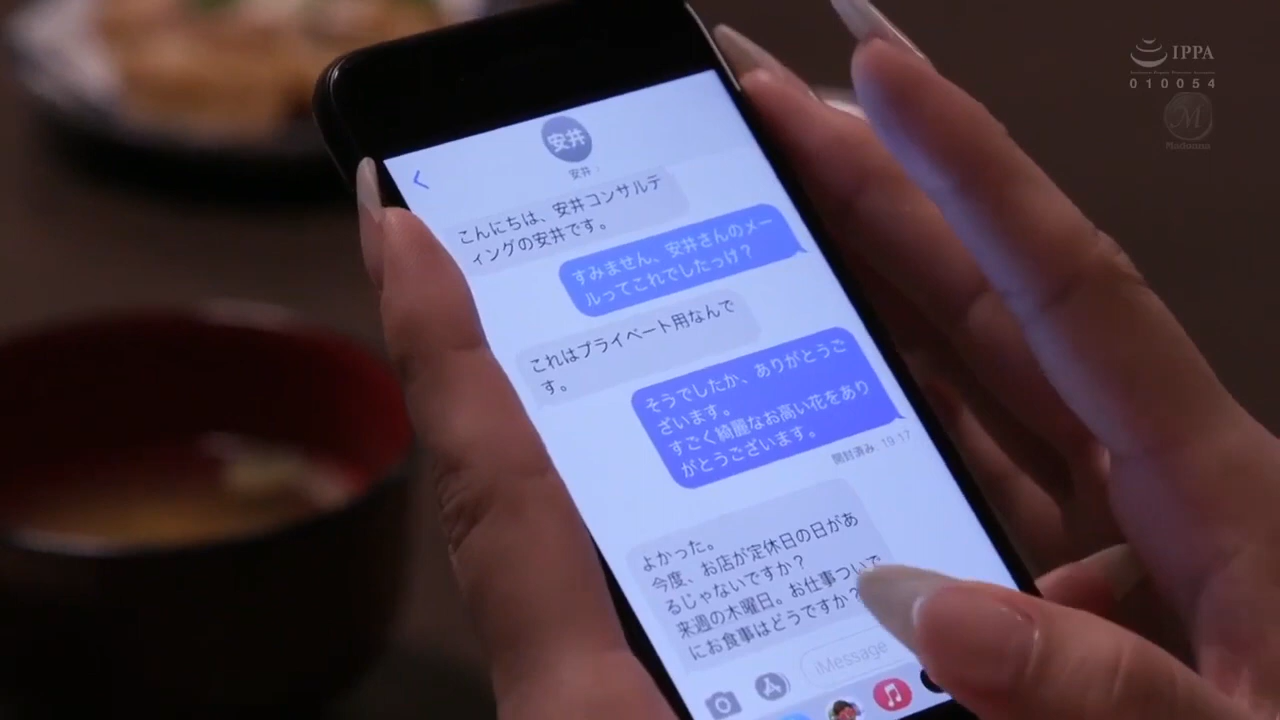 IPPA
010054
Madonna
安井
安井
こんにちは、安井コンサルテ
ィングの安井です。
すみません、安井さんのメー
ルってこれでしたっけ？
これはプライベート用なんで
す。
そうでしたか、ありがとうご
ざいます。
すごく綺麗なお高い花をあり
がとうございます。
開封済み: 19:17
よかった。
今度、お店が定休日の日があ
るじゃないですか？
来週の木曜日。お仕事ついで
にお食事はどうですか？
iMessage